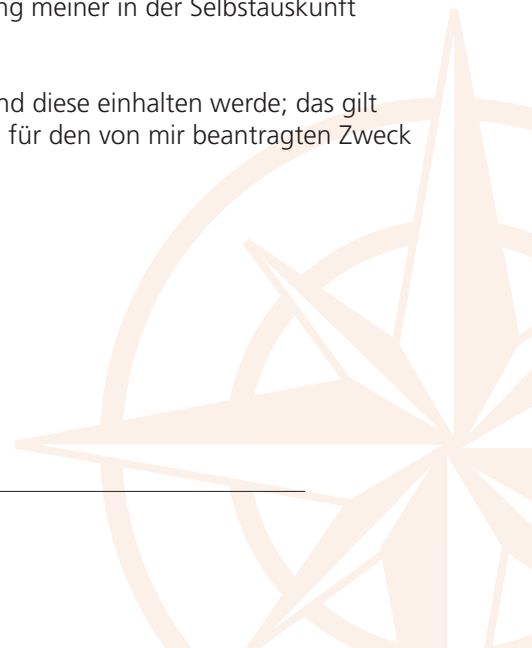 ng meiner in der Selbstauskunft
nd diese einhalten werde; das gilt
für den von mir beantragten Zweck